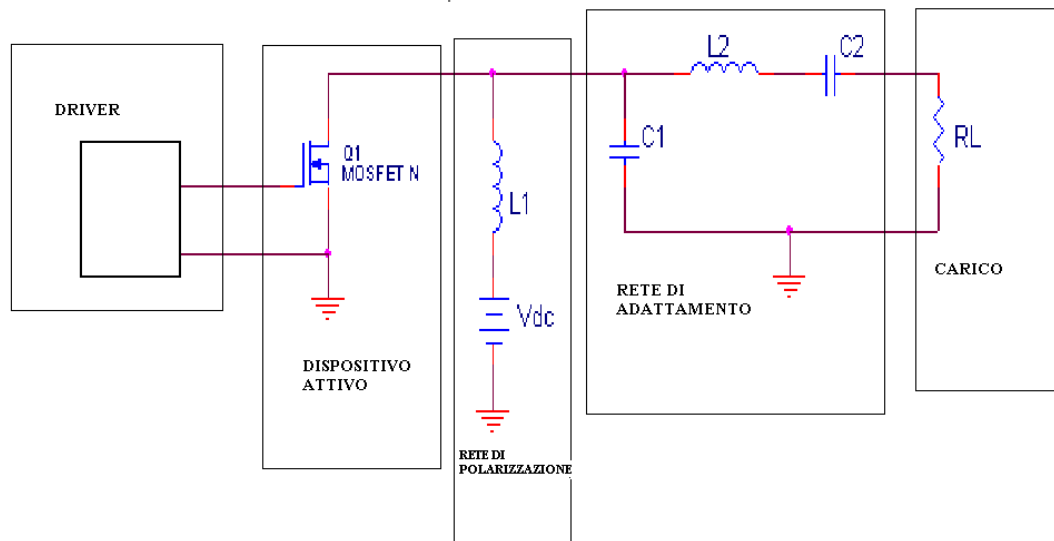 DRIVER
Q1
MOSFET N
DISPOSITIVO
ATTIVO
L1
Vdc
RETE DI
POLARIZZAZIONE
L2
C2
C1
RETE DI
ADATTAMENTO
RL
CARICO